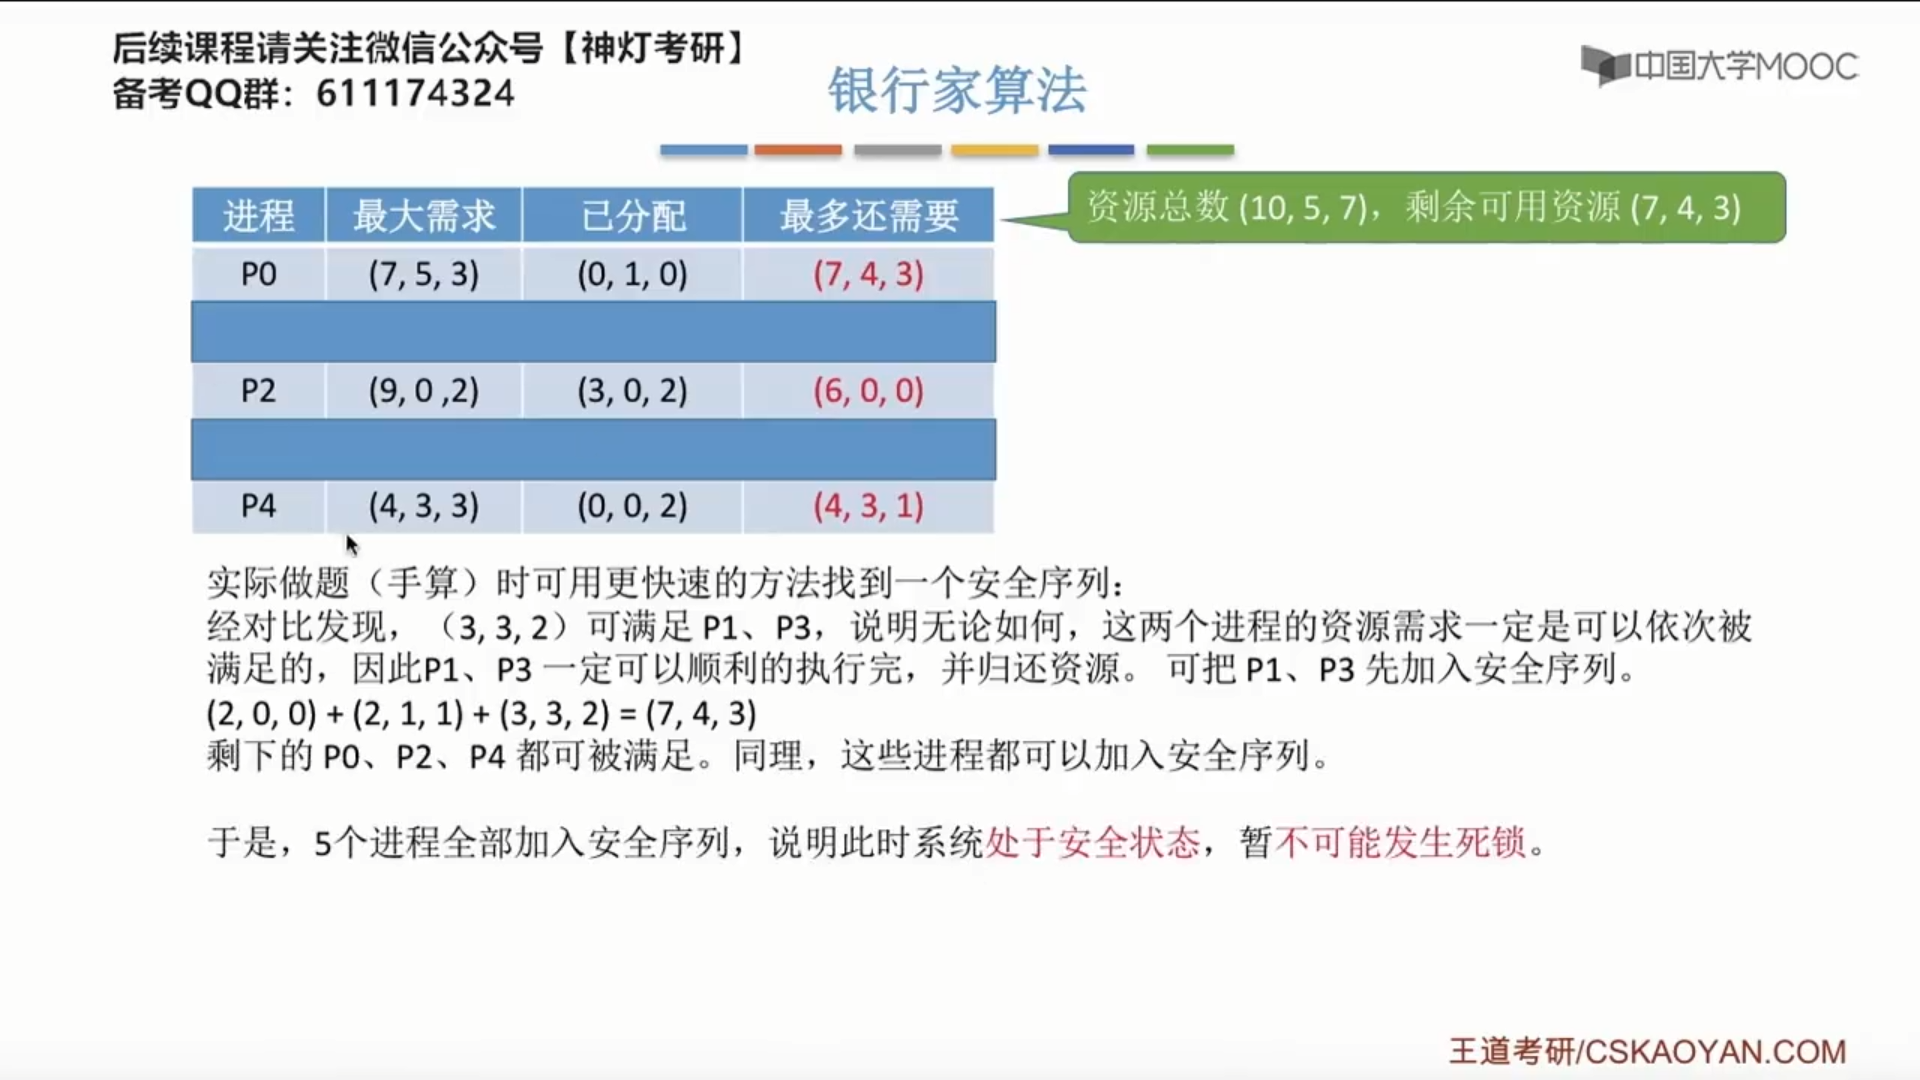 后续课程请关注微信公众号【神灯考研】
备考QQ群：611174324
中国大学MOOC
银行家算法
资源总数 (10, 5, 7)，剩余可用资源 (7, 4, 3)
进程 最大需求 已分配 最多还需要
P0 (7, 5, 3) (0, 1, 0) (7, 4, 3)
P2 (9, 0 ,2) (3, 0, 2) (6, 0, 0)
P4 (4, 3, 3) (0, 0, 2) (4, 3, 1)
实际做题（手算）时可用更快速的方法找到一个安全序列：
经对比发现，（3, 3, 2）可满足 P1、P3，说明无论如何，这两个进程的资源需求一定是可以依次被
满足的，因此P1、P3 一定可以顺利的执行完，并归还资源。 可把 P1、P3 先加入安全序列。
(2, 0, 0) + (2, 1, 1) + (3, 3, 2) = (7, 4, 3)
剩下的 P0、P2、P4 都可被满足。同理，这些进程都可以加入安全序列。
于是，5个进程全部加入安全序列，说明此时系统处于安全状态，暂不可能发生死锁。
王道考研/CSKAOYAN.COM